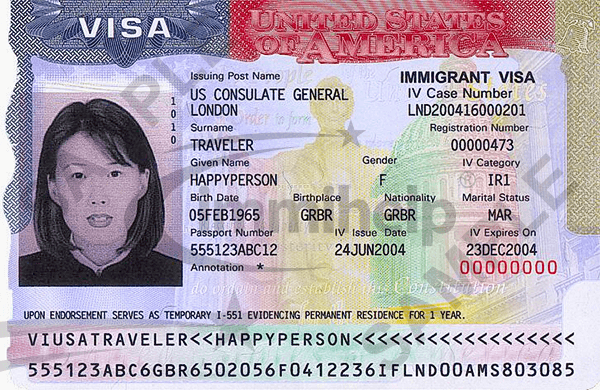 VISA
UNITED STATES
OF AMERICA
Issuing Post Name IMMIGRANT VISA
US CONSULATE GENERAL IV Case Number
LONDON LND200416000201
Surname Registration Number
TRAVELER 00000473
Given Name Gender IV Category
HAPPYPERSON F IR1
Birth Date Birthplace Nationality Marital Status
05FEB1965 GRBR GRBR MAR
Passport Number IV Issue Date IV Expires On
555123ABC12 24JUN2004 23DEC2004
Annotation *
00000000
1010
immihelp
SAMPLE
do ordain and establish this Constitution
UPON ENDORSEMENT SERVES AS TEMPORARY I-551 EVIDENCING PERMANENT RESIDENCE FOR 1 YEAR.
VIUSATRAVELER<<HAPPYPERSON<<<<<<<<<<<<<<<<<<
555123ABC6GBR6502056F0412236IFLND00AMS803085